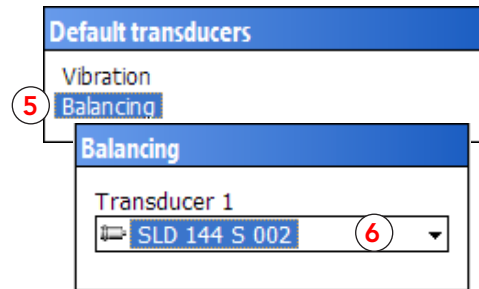 Default transducers
Vibration
5 Balancing
Balancing
Transducer 1
SLD 144 S 002 6